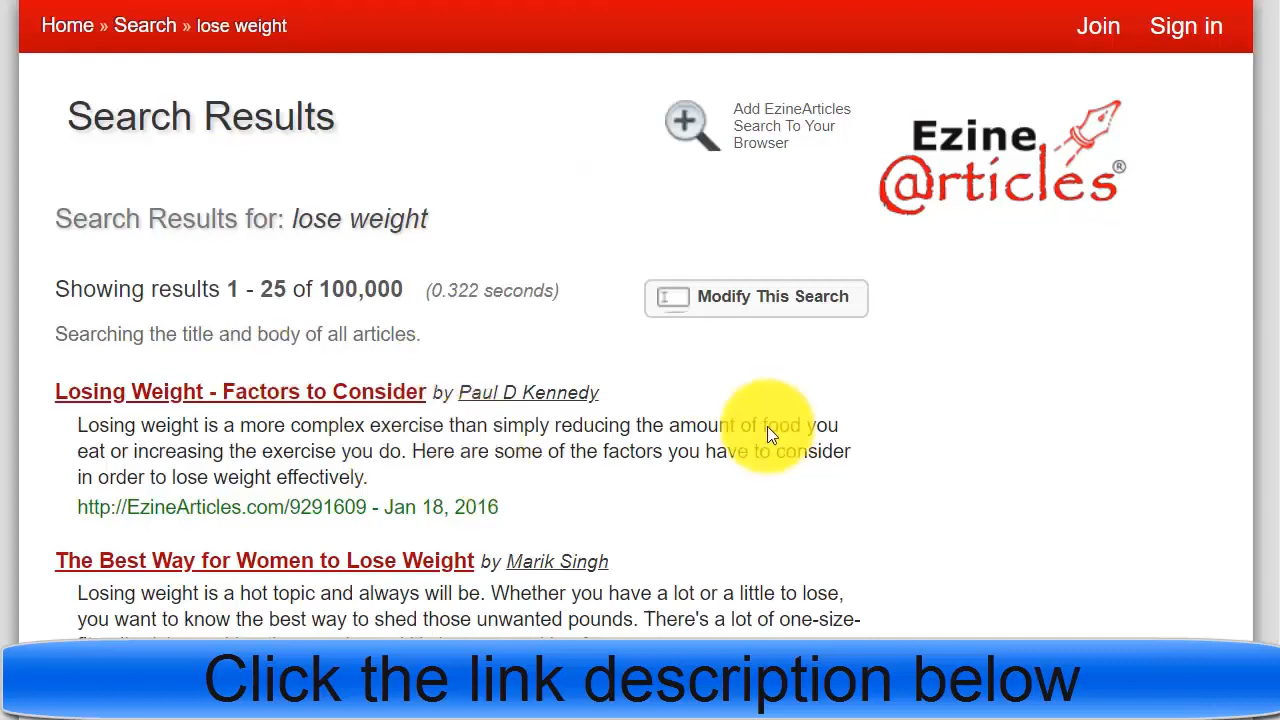 Home » Search » lose weight
Join Sign in
Search Results
Add EzineArticles
Search To Your
Browser
Ezine
@rticles®
Search Results for: lose weight
Showing results 1 - 25 of 100,000 (0.322 seconds)
Modify This Search
Searching the title and body of all articles.
Losing Weight - Factors to Consider by Paul D Kennedy
Losing weight is a more complex exercise than simply reducing the amount of food you
eat or increasing the exercise you do. Here are some of the factors you have to consider
in order to lose weight effectively.
http://EzineArticles.com/9291609 - Jan 18, 2016
The Best Way for Women to Lose Weight by Marik Singh
Losing weight is a hot topic and always will be. Whether you have a lot or a little to lose,
you want to know the best way to shed those unwanted pounds. There's a lot of one-size-
Click the link description below